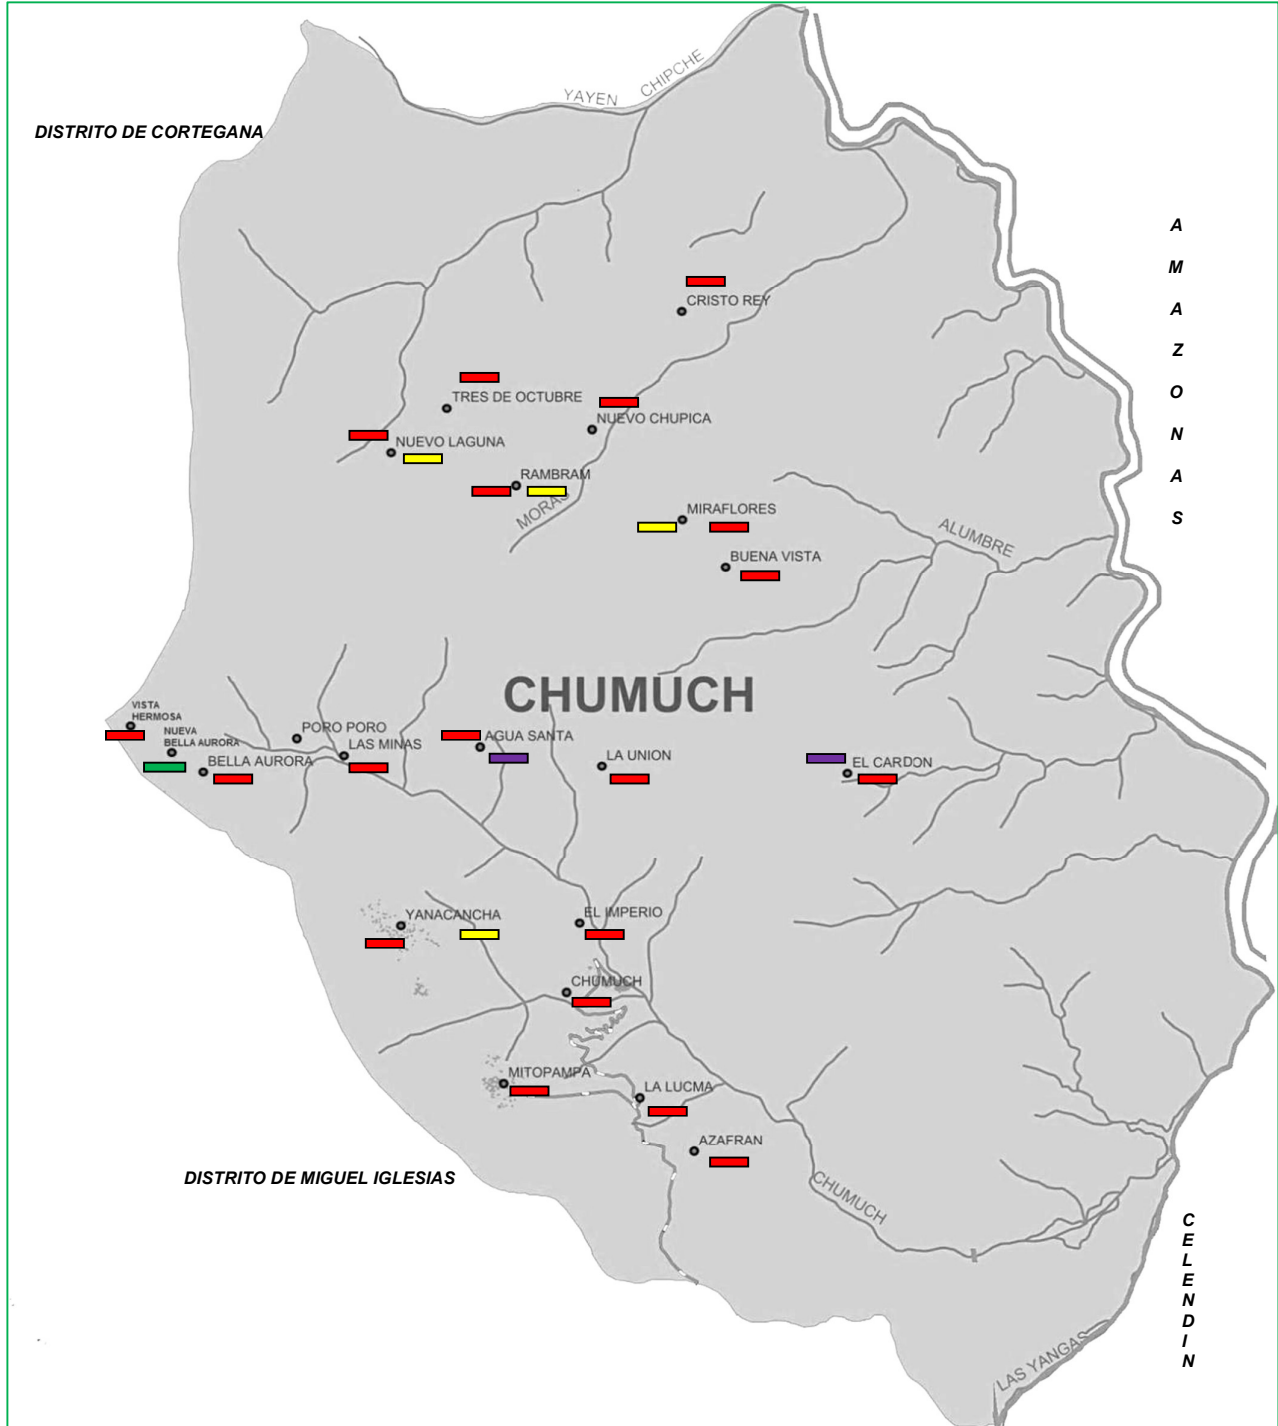 CHIPCHE
YAYEN
DISTRITO DE CORTEGANA
A
M
A
Z
O
N
A
S
CRISTO REY
TRES DE OCTUBRE
NUEVO CHUPICA
NUEVO LAGUNA
RAMBRAM
MORAS
MIRAFLORES
ALUMBRE
BUENA VISTA
CHUMUCH
VISTA
HERMOSA
NUEVA
BELLA AURORA
PORO PORO
LAS MINAS
BELLA AURORA
AGUA SANTA
LA UNION
EL CARDON
YANACANCHA
EL IMPERIO
CHUMUCH
MITOPAMPA
LA LUCMA
AZAFRAN
DISTRITO DE MIGUEL IGLESIAS
CHUMUCH
C
E
L
E
N
D
I
N
LAS YANGAS